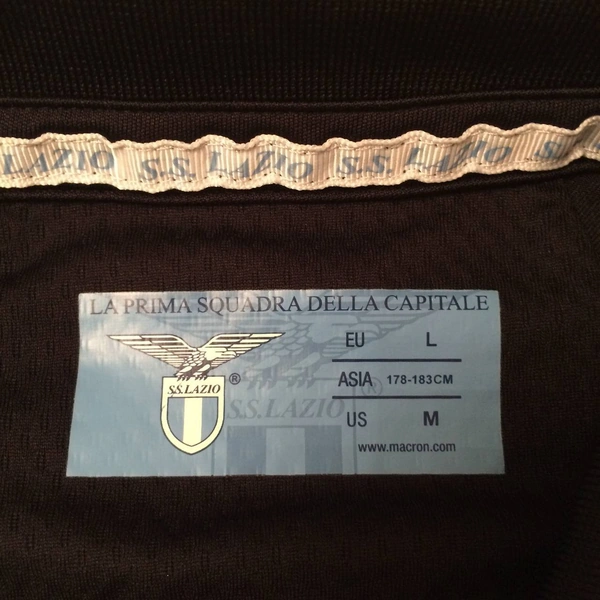 LAZIO S.S. LAZIO S.S. LAZIO S.
LA PRIMA SQUADRA DELLA CAPITALE
EU L
S.S. LAZIO ®
ASIA 178-183CM
S.S.LAZIO ®
US M
www.macron.com